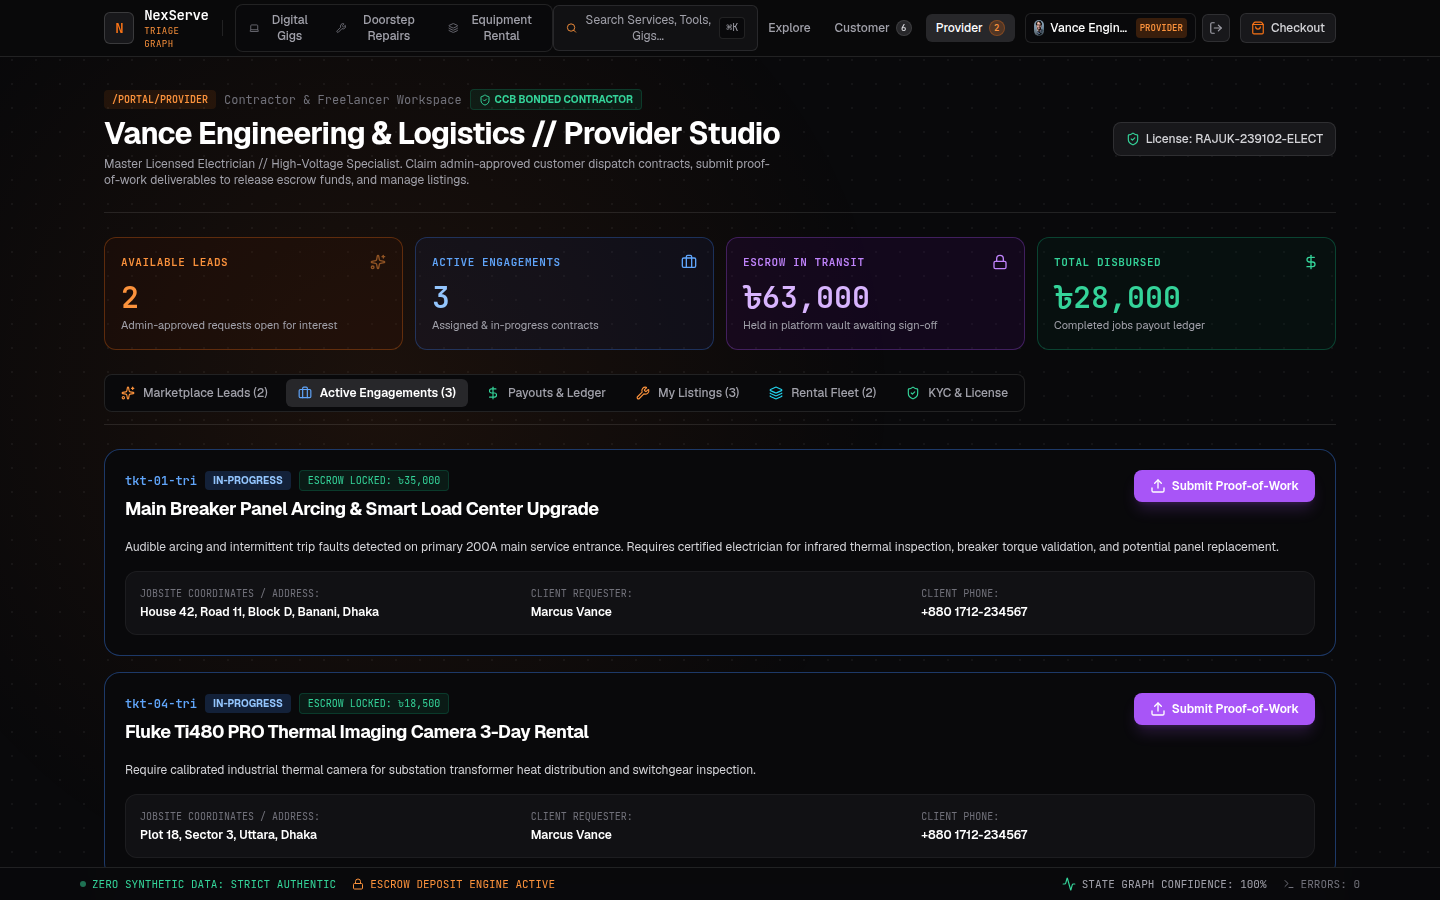 N
NexServe
TRIAGE
GRAPH
Digital
Gigs
Doorstep
Repairs
Equipment
Rental
Search Services, Tools,
Gigs...
⌘K
Explore
Customer 6
Provider 2
Vance Engin... PROVIDER
Checkout
/PORTAL/PROVIDER Contractor & Freelancer Workspace CCB BONDED CONTRACTOR
Vance Engineering & Logistics // Provider Studio
License: RAJUK-239102-ELECT
Master Licensed Electrician // High-Voltage Specialist. Claim admin-approved customer dispatch contracts, submit proof-
of-work deliverables to release escrow funds, and manage listings.
AVAILABLE LEADS
2
Admin-approved requests open for interest
ACTIVE ENGAGEMENTS
3
Assigned & in-progress contracts
ESCROW IN TRANSIT
৳63,000
Held in platform vault awaiting sign-off
TOTAL DISBURSED
৳28,000
Completed jobs payout ledger
Marketplace Leads (2)
Active Engagements (3)
Payouts & Ledger
My Listings (3)
Rental Fleet (2)
KYC & License
tkt-01-tri IN-PROGRESS ESCROW LOCKED: ৳35,000
Submit Proof-of-Work
Main Breaker Panel Arcing & Smart Load Center Upgrade
Audible arcing and intermittent trip faults detected on primary 200A main service entrance. Requires certified electrician for infrared thermal inspection, breaker torque validation, and potential panel replacement.
JOBSITE COORDINATES / ADDRESS:
House 42, Road 11, Block D, Banani, Dhaka
CLIENT REQUESTER:
Marcus Vance
CLIENT PHONE:
+880 1712-234567
tkt-04-tri IN-PROGRESS ESCROW LOCKED: ৳18,500
Submit Proof-of-Work
Fluke Ti480 PRO Thermal Imaging Camera 3-Day Rental
Require calibrated industrial thermal camera for substation transformer heat distribution and switchgear inspection.
JOBSITE COORDINATES / ADDRESS:
Plot 18, Sector 3, Uttara, Dhaka
CLIENT REQUESTER:
Marcus Vance
CLIENT PHONE:
+880 1712-234567
ZERO SYNTHETIC DATA: STRICT AUTHENTIC
ESCROW DEPOSIT ENGINE ACTIVE
STATE GRAPH CONFIDENCE: 100%
ERRORS: 0